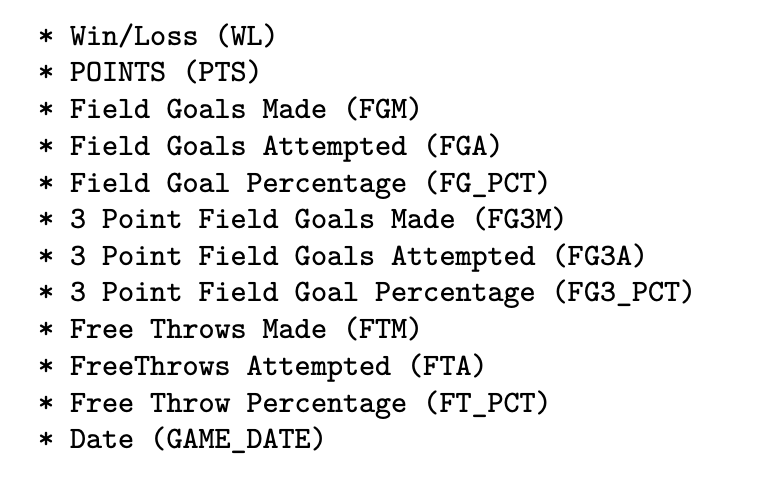 * Win/Loss (WL)
* POINTS (PTS)
* Field Goals Made (FGM)
* Field Goals Attempted (FGA)
* Field Goal Percentage (FG_PCT)
* 3 Point Field Goals Made (FG3M)
* 3 Point Field Goals Attempted (FG3A)
* 3 Point Field Goal Percentage (FG3_PCT)
* Free Throws Made (FTM)
* FreeThrows Attempted (FTA)
* Free Throw Percentage (FT_PCT)
* Date (GAME_DATE)